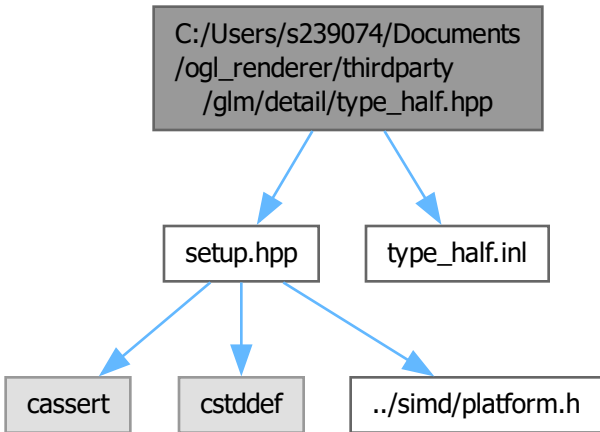 C:/Users/s239074/Documents
/ogl_renderer/thirdparty
/glm/detail/type_half.hpp
setup.hpp
type_half.inl
cassert
cstddef
../simd/platform.h